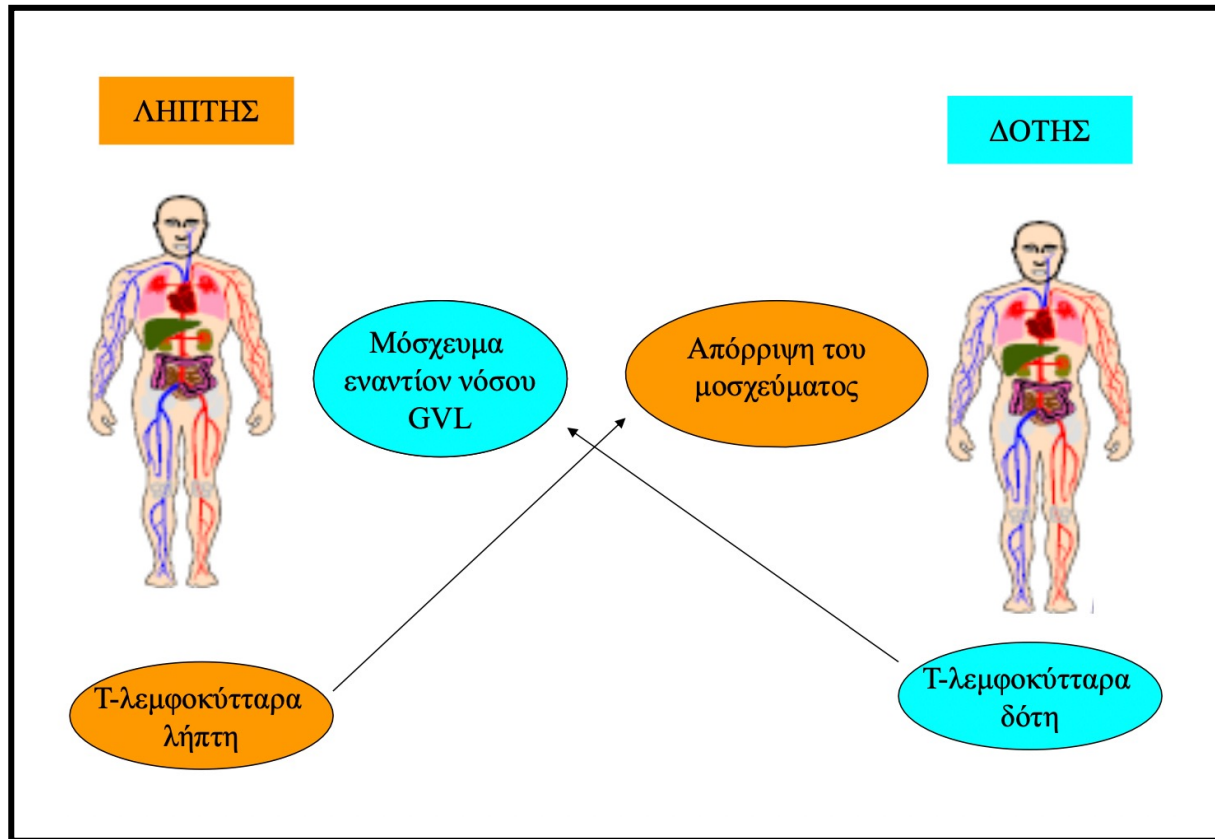 ΛΗΠΤΗΣ
ΔΟΤΗΣ
Μόσχευμα
εναντίον νόσου
GVL
Απόρριψη του
μοσχεύματος
Τ-λεμφοκύτταρα
λήπτη
Τ-λεμφοκύτταρα
δότη